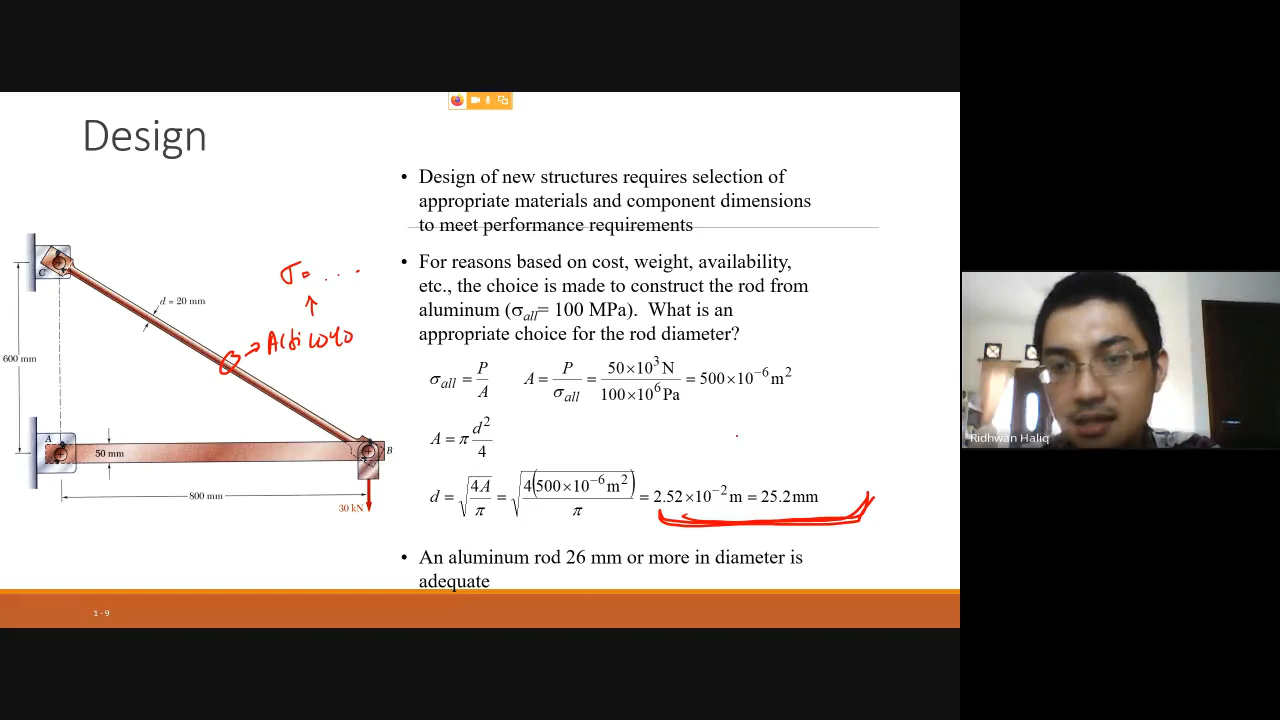 Design
• Design of new structures requires selection of
appropriate materials and component dimensions
to meet performance requirements
• For reasons based on cost, weight, availability,
etc., the choice is made to construct the rod from
aluminum (σall= 100 MPa). What is an
appropriate choice for the rod diameter?
σall = P/A   A = P/σall = 50×10³ N / 100×10⁶ Pa = 500×10⁻⁶ m²
A = π d²/4
d = √(4A/π) = √(4(500×10⁻⁶ m²)/π) = 2.52×10⁻² m = 25.2 mm
• An aluminum rod 26 mm or more in diameter is
adequate
C
d = 20 mm
σ = ...
600 mm
A
50 mm
B
800 mm
30 kN
1 - 9
Ridhwan Haliq